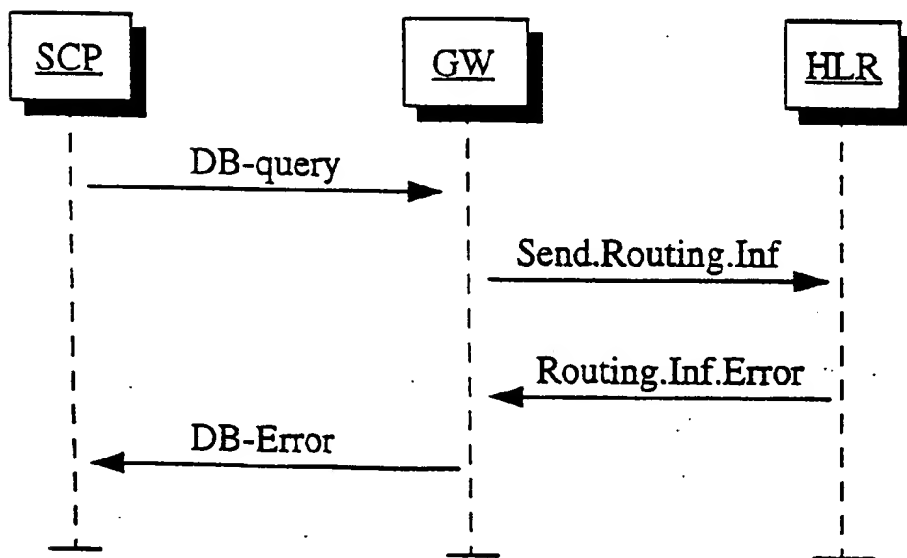 SCP
GW
HLR
DB-query
Send.Routing.Inf
Routing.Inf.Error
DB-Error